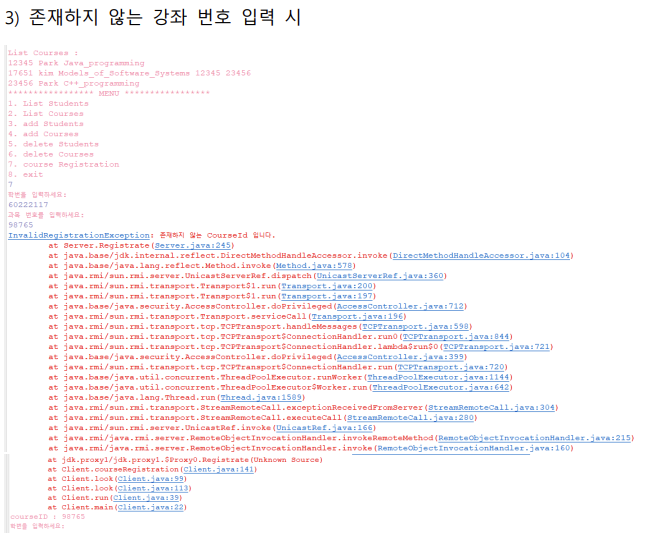 3) 존재하지 않는 강좌 번호 입력 시
List Courses :
12345 Park Java_programming
17651 kim Models_of_Software_Systems 12345 23456
23456 Park C++_programming
***************** MENU *****************
1. List Students
2. List Courses
3. add Students
4. add Courses
5. delete Students
6. delete Courses
7. course Registration
0. exit
7
학번을 입력하세요:
60222117
과목 번호를 입력하세요:
98765
InvalidRegistrationException: 존재하지 않는 CourseId 입니다.
at Server.Registrate(Server.java:245)
at java.base/jdk.internal.reflect.DirectMethodHandleAccessor.invoke(DirectMethodHandleAccessor.java:104)
at java.base/java.lang.reflect.Method.invoke(Method.java:578)
at java.rmi/sun.rmi.server.UnicastServerRef.dispatch(UnicastServerRef.java:360)
at java.rmi/sun.rmi.transport.Transport$1.run(Transport.java:200)
at java.rmi/sun.rmi.transport.Transport$1.run(Transport.java:197)
at java.base/java.security.AccessController.doPrivileged(AccessController.java:712)
at java.rmi/sun.rmi.transport.Transport.serviceCall(Transport.java:196)
at java.rmi/sun.rmi.transport.tcp.TCPTransport.handleMessages(TCPTransport.java:598)
at java.rmi/sun.rmi.transport.tcp.TCPTransport$ConnectionHandler.run0(TCPTransport.java:844)
at java.rmi/sun.rmi.transport.tcp.TCPTransport$ConnectionHandler.lambda$run$0(TCPTransport.java:721)
at java.base/java.security.AccessController.doPrivileged(AccessController.java:399)
at java.rmi/sun.rmi.transport.tcp.TCPTransport$ConnectionHandler.run(TCPTransport.java:720)
at java.base/java.util.concurrent.ThreadPoolExecutor.runWorker(ThreadPoolExecutor.java:1144)
at java.base/java.util.concurrent.ThreadPoolExecutor$Worker.run(ThreadPoolExecutor.java:642)
at java.base/java.lang.Thread.run(Thread.java:1589)
at java.rmi/sun.rmi.transport.StreamRemoteCall.exceptionReceivedFromServer(StreamRemoteCall.java:304)
at java.rmi/sun.rmi.transport.StreamRemoteCall.executeCall(StreamRemoteCall.java:280)
at java.rmi/sun.rmi.server.UnicastRef.invoke(UnicastRef.java:166)
at java.rmi/java.rmi.server.RemoteObjectInvocationHandler.invokeRemoteMethod(RemoteObjectInvocationHandler.java:215)
at java.rmi/java.rmi.server.RemoteObjectInvocationHandler.invoke(RemoteObjectInvocationHandler.java:160)
at jdk.proxy1/jdk.proxy1.$Proxy0.Registrate(Unknown Source)
at Client.courseRegistration(Client.java:141)
at Client.look(Client.java:99)
at Client.look(Client.java:113)
at Client.run(Client.java:39)
at Client.main(Client.java:22)
courseID : 98765
학번을 입력하세요: